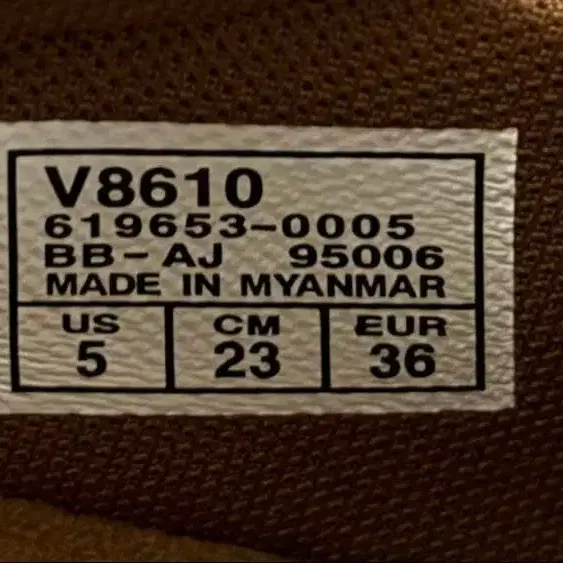 V8610
619653-0005
BB-AJ 95006
MADE IN MYANMAR
US CM EUR
5 23 36